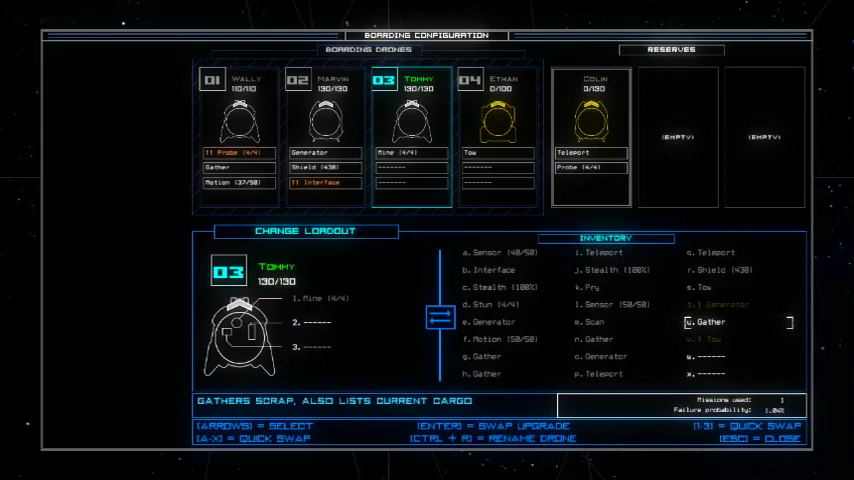 BOARDING CONFIGURATION
BOARDING DRONES
RESERVES
01 WALLY 110/110
02 MARVIN 130/130
03 TOMMY 130/130
04 ETHAN 0/100
COLIN 0/130
(EMPTY)
(EMPTY)
!! Probe (4/4)
Gather
Motion (37/50)
Generator
Shield (430)
!! Interface
Mine (4/4)
-------
-------
Tow
-------
-------
Teleport
Probe (4/4)
CHANGE LOADOUT
INVENTORY
03 TOMMY
130/130
1. Mine (4/4)
2. ------
3. ------
a. Sensor (40/50)
b. Interface
c. Stealth (100%)
d. Stun (4/4)
e. Generator
f. Motion (50/50)
g. Gather
h. Gather
i. Teleport
j. Stealth (100%)
k. Pry
l. Sensor (50/50)
m. Scan
n. Gather
o. Generator
p. Teleport
q. Teleport
r. Shield (430)
s. Tow
t. ! Generator
u. Gather
v. ! Tow
w. ------
x. ------
GATHERS SCRAP, ALSO LISTS CURRENT CARGO
Missions used: 1
Failure probability: 1.04%
[ARROWS] = SELECT
[ENTER] = SWAP UPGRADE
[1-3] = QUICK SWAP
[A-X] = QUICK SWAP
[CTRL + R] = RENAME DRONE
[ESC] = CLOSE